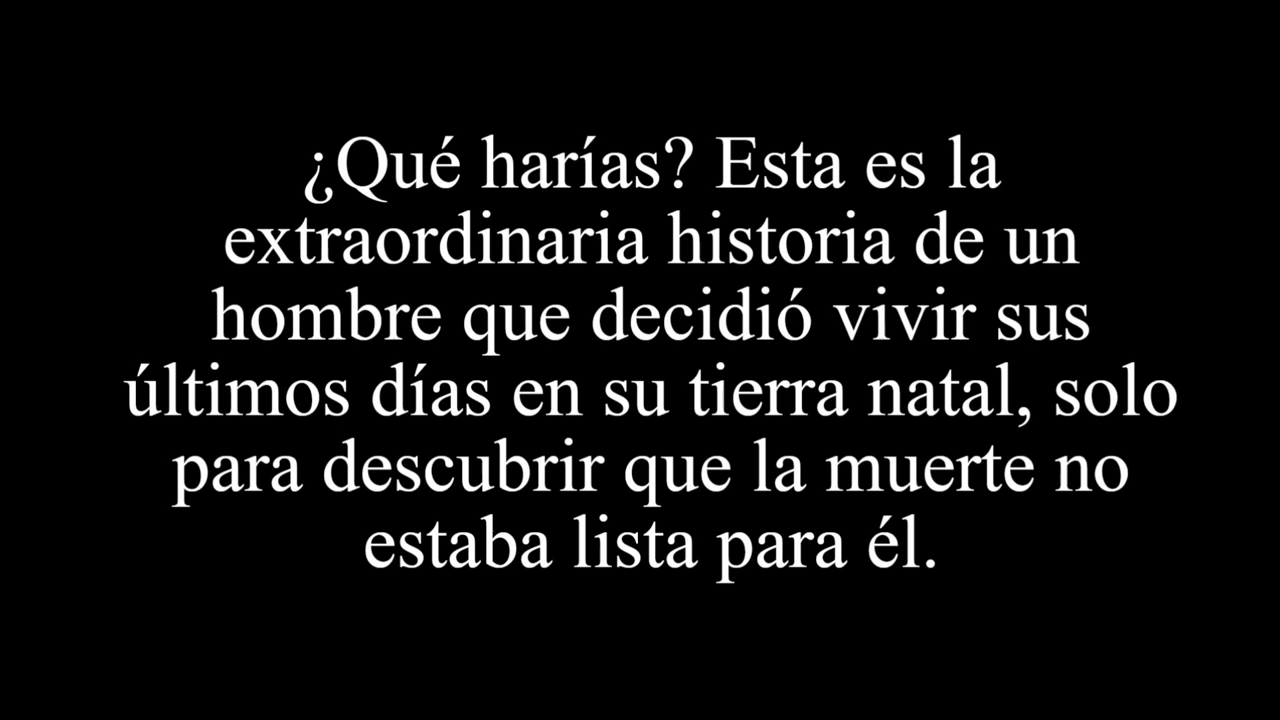 ¿Qué harías? Esta es la
extraordinaria historia de un
hombre que decidió vivir sus
últimos días en su tierra natal, solo
para descubrir que la muerte no
estaba lista para él.